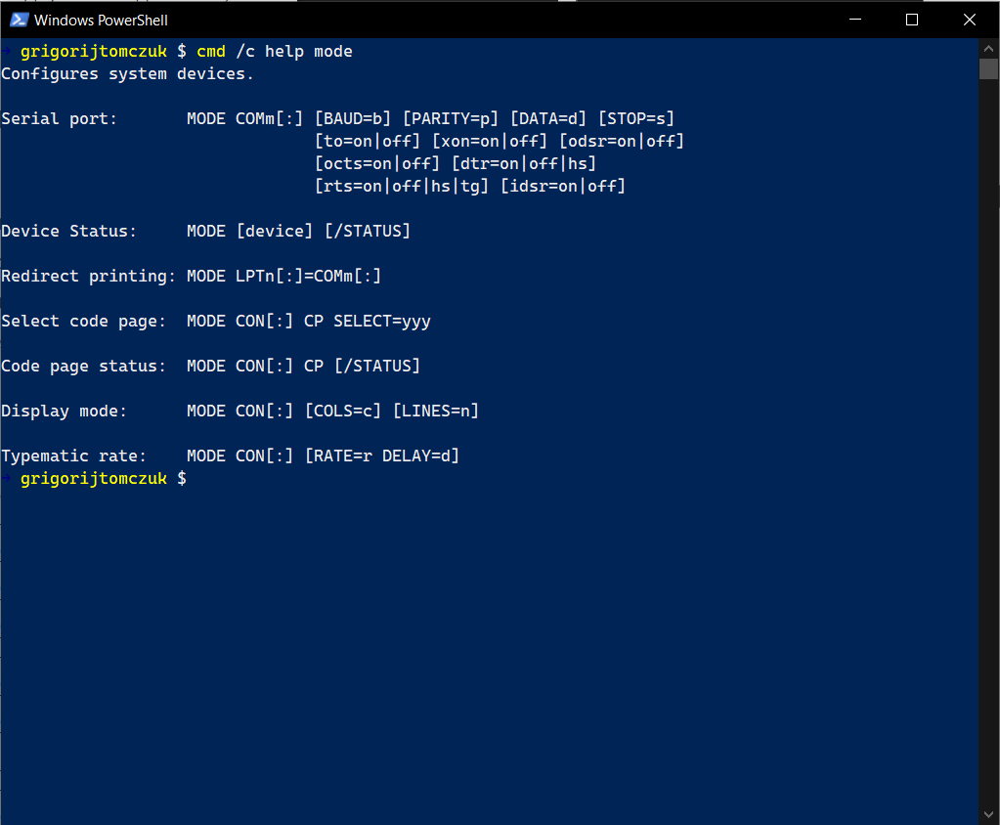 Windows PowerShell
→ grigorijtomczuk $ cmd /c help mode
Configures system devices.
Serial port:       MODE COMm[:] [BAUD=b] [PARITY=p] [DATA=d] [STOP=s]
                                [to=on|off] [xon=on|off] [odsr=on|off]
                                [octs=on|off] [dtr=on|off|hs]
                                [rts=on|off|hs|tg] [idsr=on|off]
Device Status:     MODE [device] [/STATUS]
Redirect printing: MODE LPTn[:]=COMm[:]
Select code page:  MODE CON[:] CP SELECT=yyy
Code page status:  MODE CON[:] CP [/STATUS]
Display mode:      MODE CON[:] [COLS=c] [LINES=n]
Typematic rate:    MODE CON[:] [RATE=r DELAY=d]
→ grigorijtomczuk $